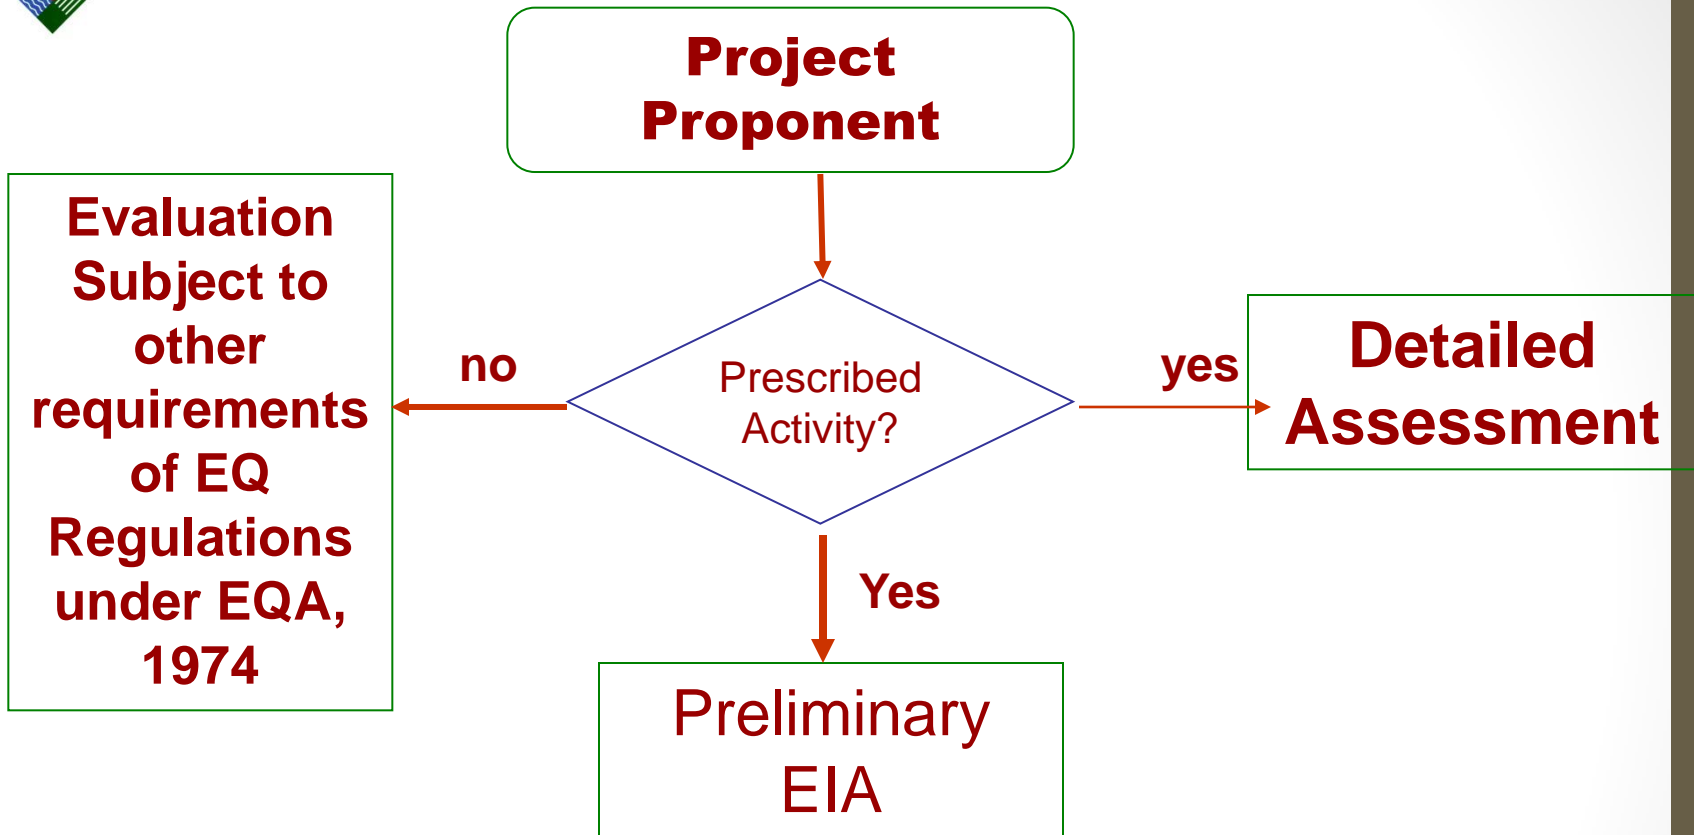 Project
Proponent
Evaluation
Subject to
other
requirements
of EQ
Regulations
under EQA,
1974
no
Prescribed
Activity?
yes
Detailed
Assessment
Yes
Preliminary
EIA